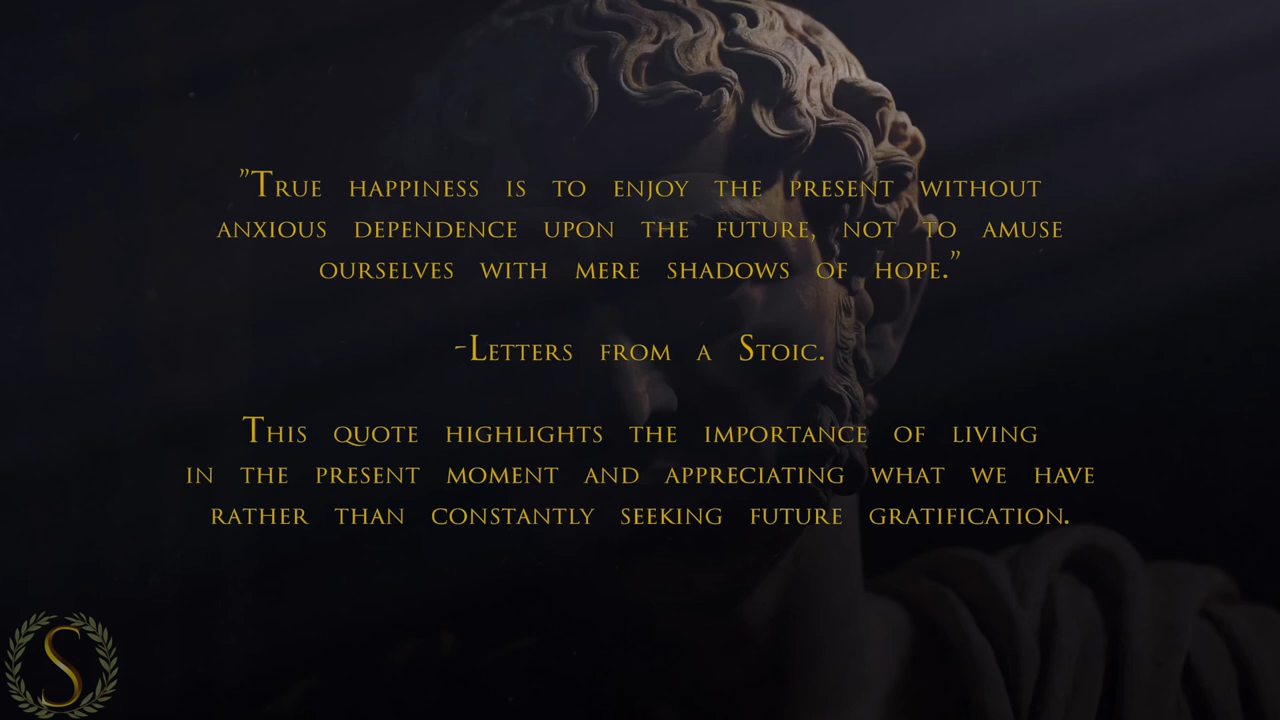 "True happiness is to enjoy the present without
anxious dependence upon the future, not to amuse
ourselves with mere shadows of hope."
-Letters from a Stoic.
This quote highlights the importance of living
in the present moment and appreciating what we have
rather than constantly seeking future gratification.
S